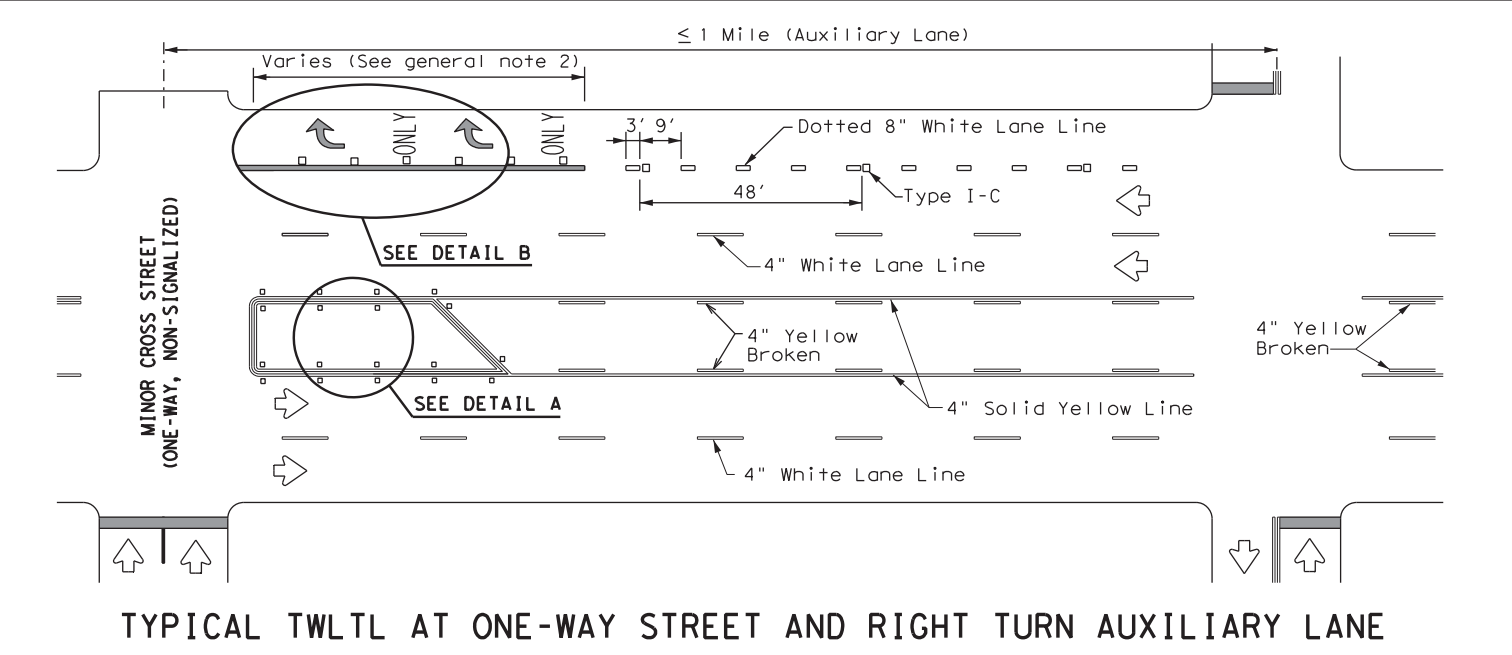 ≤ 1 Mile (Auxiliary Lane)
Varies (See general note 2)
ONLY
ONLY
3' 9'
Dotted 8" White Lane Line
48'
Type I-C
SEE DETAIL B
4" White Lane Line
MINOR CROSS STREET
(ONE-WAY, NON-SIGNALIZED)
4" Yellow
Broken
4" Yellow
Broken
SEE DETAIL A
4" Solid Yellow Line
4" White Lane Line
TYPICAL TWLTL AT ONE-WAY STREET AND RIGHT TURN AUXILIARY LANE